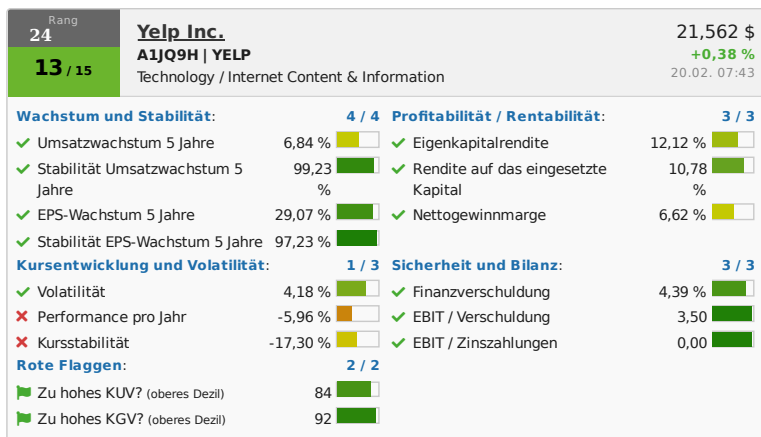 Rang
24
13 / 15
Yelp Inc.
A1JQ9H | YELP
Technology / Internet Content & Information
21,562 $
+0,38 %
20.02. 07:43
Wachstum und Stabilität: 4 / 4
Umsatzwachstum 5 Jahre 6,84 %
Stabilität Umsatzwachstum 5 99,23
Jahre %
EPS-Wachstum 5 Jahre 29,07 %
Stabilität EPS-Wachstum 5 Jahre 97,23 %
Profitabilität / Rentabilität: 3 / 3
Eigenkapitalrendite 12,12 %
Rendite auf das eingesetzte 10,78
Kapital %
Nettogewinnmarge 6,62 %
Kursentwicklung und Volatilität: 1 / 3
Volatilität 4,18 %
Performance pro Jahr -5,96 %
Kursstabilität -17,30 %
Sicherheit und Bilanz: 3 / 3
Finanzverschuldung 4,39 %
EBIT / Verschuldung 3,50
EBIT / Zinszahlungen 0,00
Rote Flaggen: 2 / 2
Zu hohes KUV? (oberes Dezil) 84
Zu hohes KGV? (oberes Dezil) 92